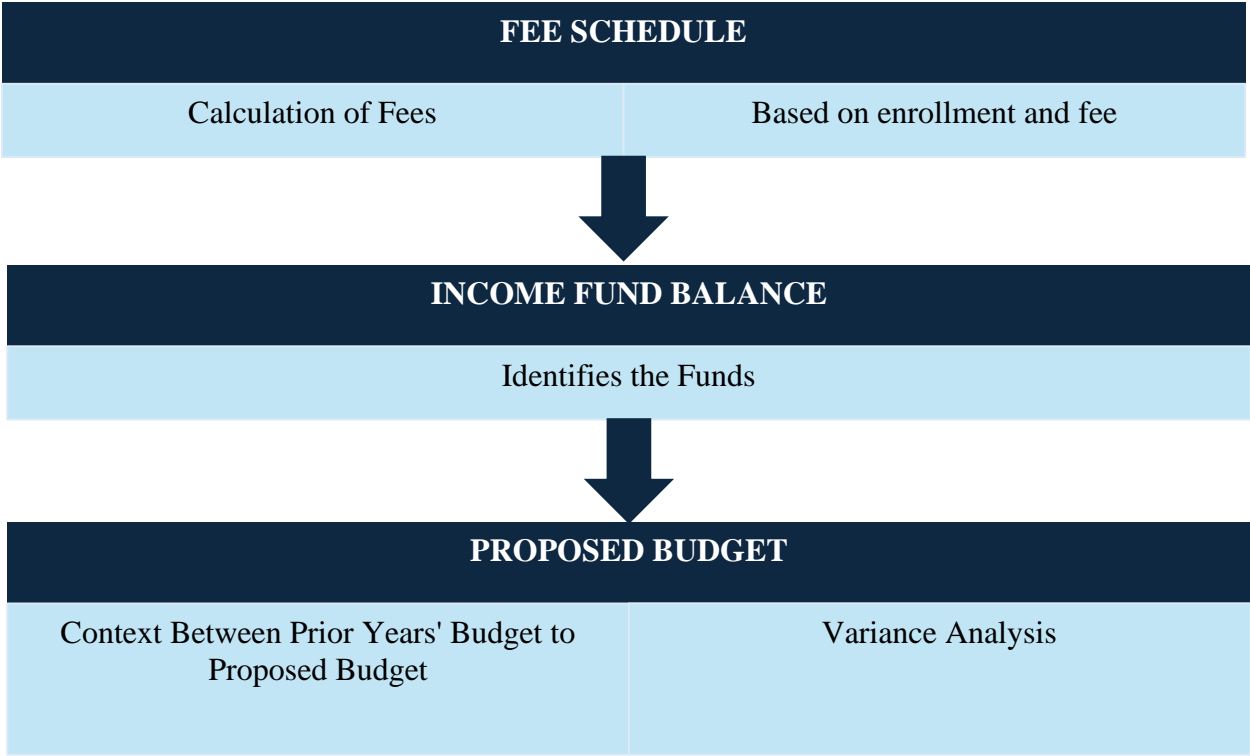 FEE SCHEDULE
Calculation of Fees
Based on enrollment and fee
INCOME FUND BALANCE
Identifies the Funds
PROPOSED BUDGET
Context Between Prior Years' Budget to
Proposed Budget
Variance Analysis